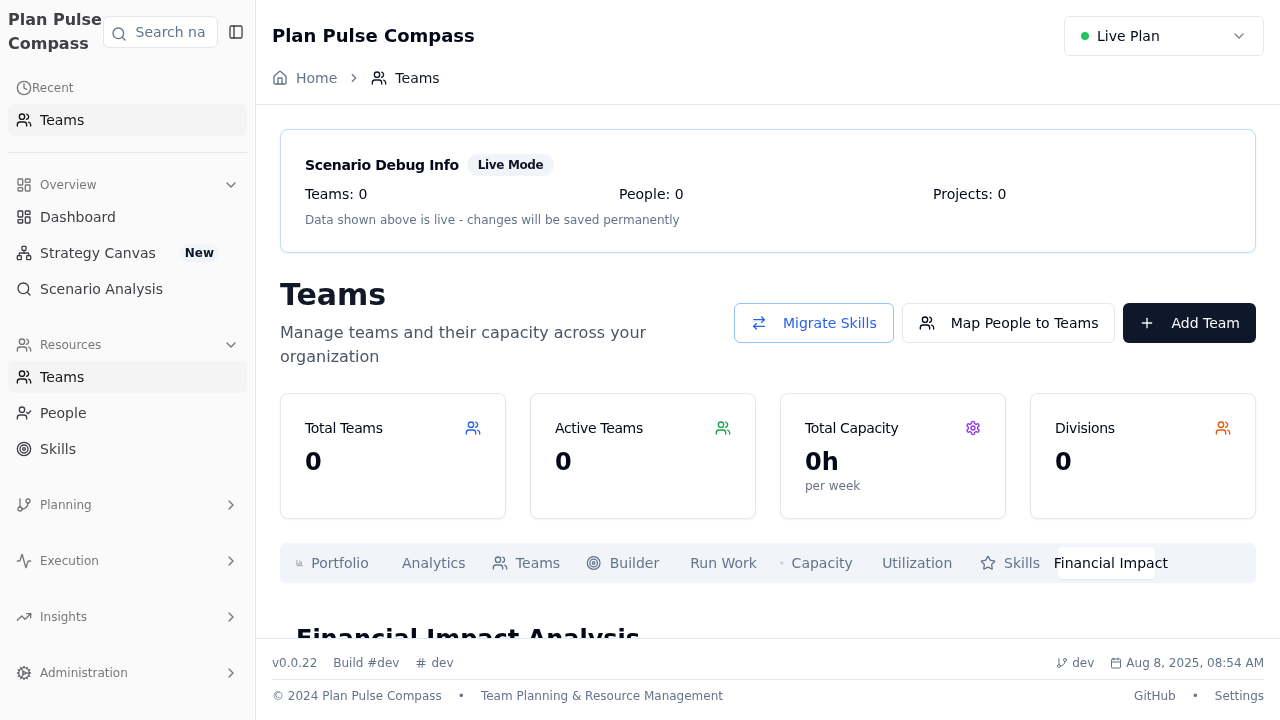 Plan Pulse
Compass
Search na
Recent
Teams
Overview
Dashboard
Strategy Canvas New
Scenario Analysis
Resources
Teams
People
Skills
Planning
Execution
Insights
Administration
Plan Pulse Compass
Live Plan
Home Teams
Scenario Debug Info Live Mode
Teams: 0 People: 0 Projects: 0
Data shown above is live - changes will be saved permanently
Teams
Manage teams and their capacity across your
organization
Migrate Skills Map People to Teams Add Team
Total Teams
0
Active Teams
0
Total Capacity
0h
per week
Divisions
0
Portfolio Analytics Teams Builder Run Work Capacity Utilization Skills Financial Impact
Financial Impact Analysis
v0.0.22 Build #dev # dev dev Aug 8, 2025, 08:54 AM
© 2024 Plan Pulse Compass • Team Planning & Resource Management GitHub • Settings